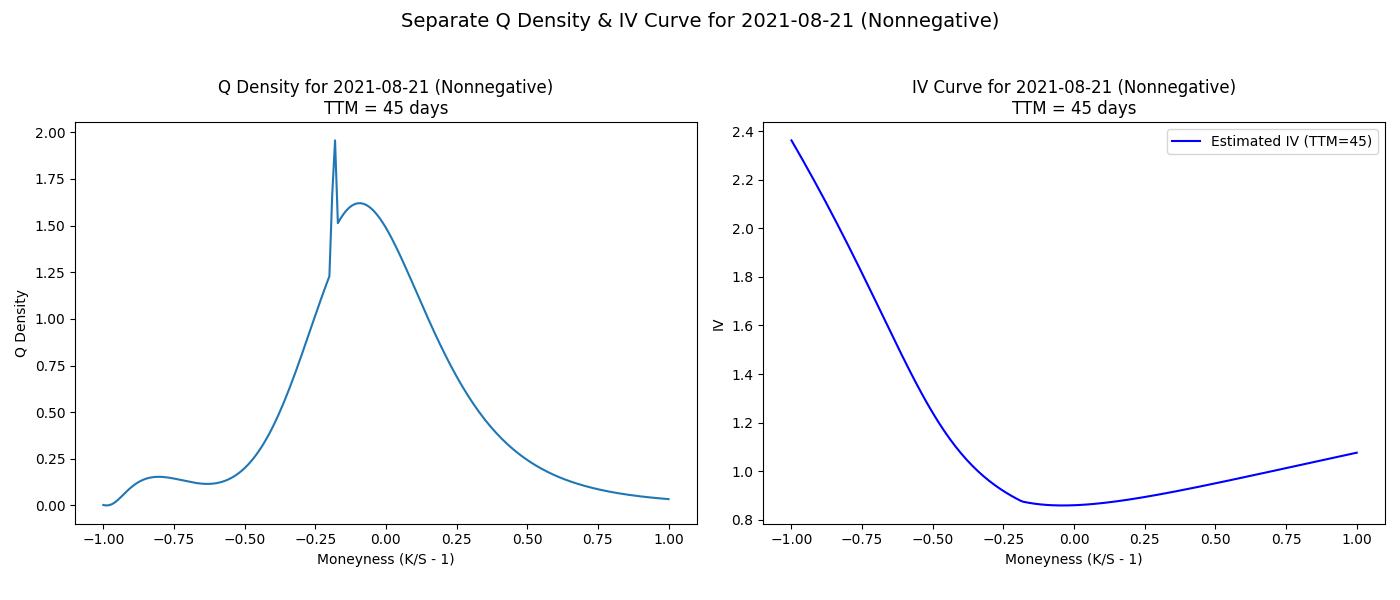 Separate Q Density & IV Curve for 2021-08-21 (Nonnegative)
Q Density for 2021-08-21 (Nonnegative)
TTM = 45 days
2.00
1.75
1.50
1.25
1.00
0.75
0.50
0.25
0.00
Q Density
−1.00 −0.75 −0.50 −0.25 0.00 0.25 0.50 0.75 1.00
Moneyness (K/S - 1)
IV Curve for 2021-08-21 (Nonnegative)
TTM = 45 days
Estimated IV (TTM=45)
2.4
2.2
2.0
1.8
1.6
1.4
1.2
1.0
0.8
IV
−1.00 −0.75 −0.50 −0.25 0.00 0.25 0.50 0.75 1.00
Moneyness (K/S - 1)